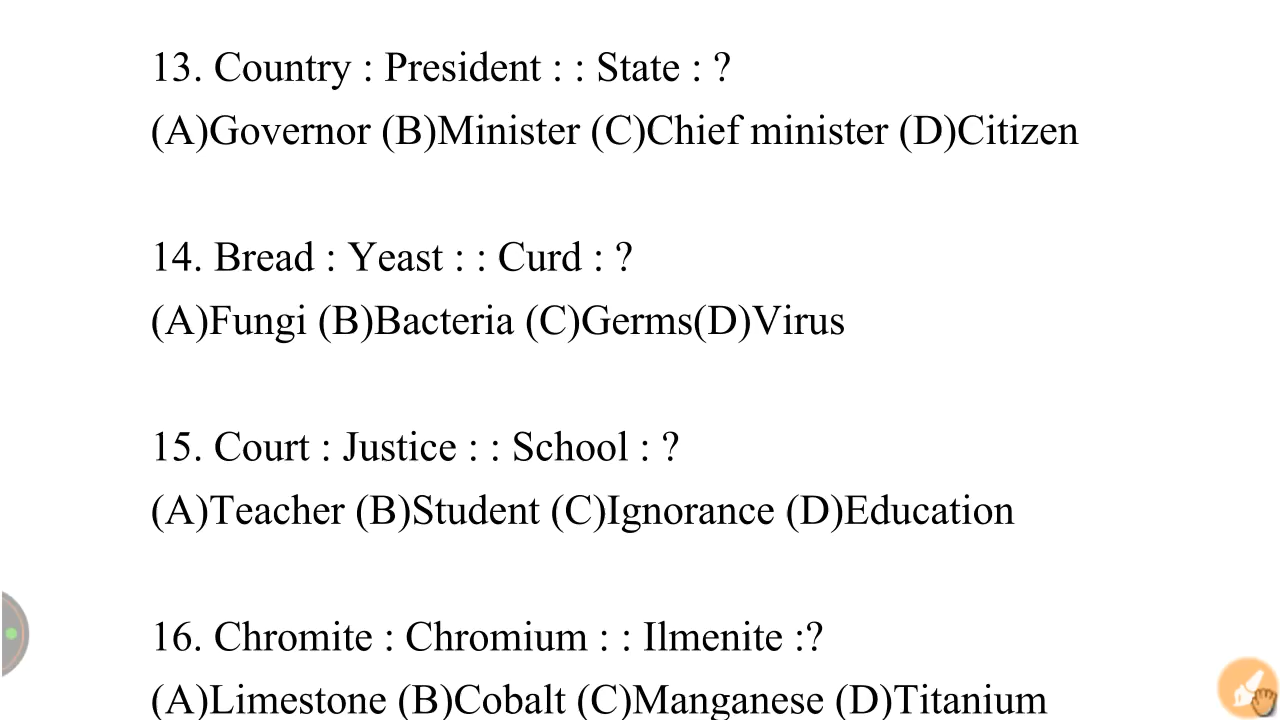 13. Country : President : : State : ?
(A)Governor (B)Minister (C)Chief minister (D)Citizen
14. Bread : Yeast : : Curd : ?
(A)Fungi (B)Bacteria (C)Germs(D)Virus
15. Court : Justice : : School : ?
(A)Teacher (B)Student (C)Ignorance (D)Education
16. Chromite : Chromium : : Ilmenite :?
(A)Limestone (B)Cobalt (C)Manganese (D)Titanium